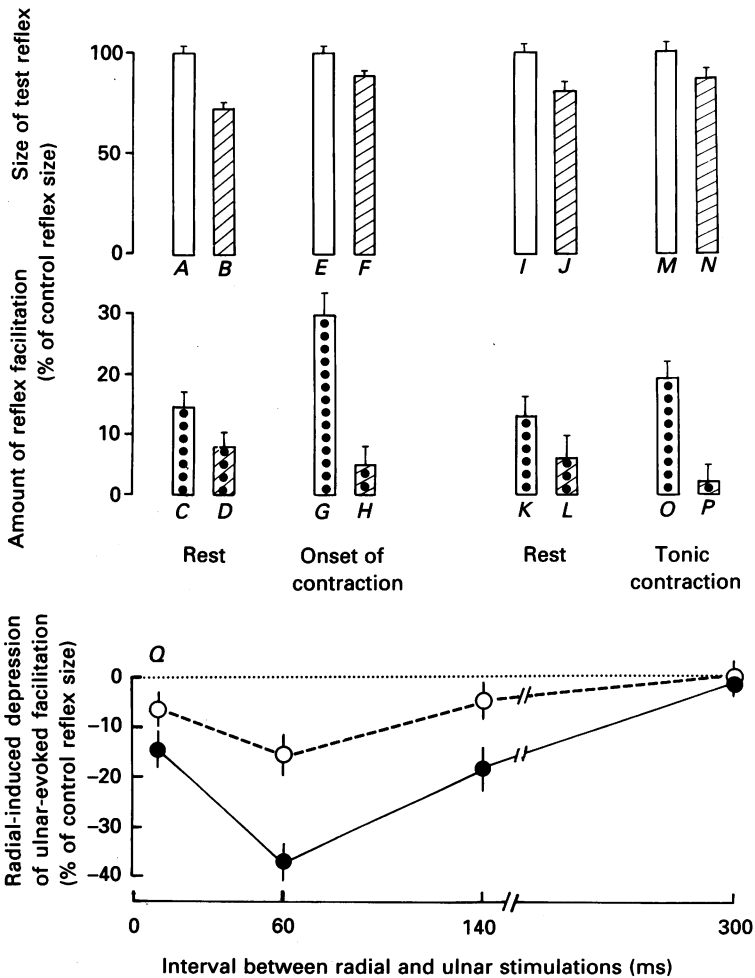 Size of test reflex
(% of control reflex size)
100
50
0
A B E F I J M N
Amount of reflex facilitation
(% of control reflex size)
30
20
10
0
C D G H K L O P
Rest Onset of contraction Rest Tonic contraction
Radial-induced depression
of ulnar-evoked facilitation
(% of control reflex size)
Q
0
−10
−20
−30
−40
0 60 140 300
Interval between radial and ulnar stimulations (ms)